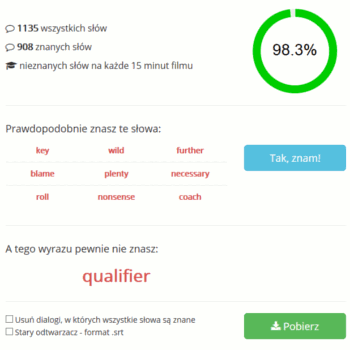 1135 wszystkich słów
908 znanych słów
nieznanych słów na każde 15 minut filmu
98.3%
Prawdopodobnie znasz te słowa:
key wild further
blame plenty necessary
roll nonsense coach
Tak, znam!
A tego wyrazu pewnie nie znasz:
qualifier
Usuń dialogi, w których wszystkie słowa są znane
Stary odtwarzacz - format .srt
Pobierz